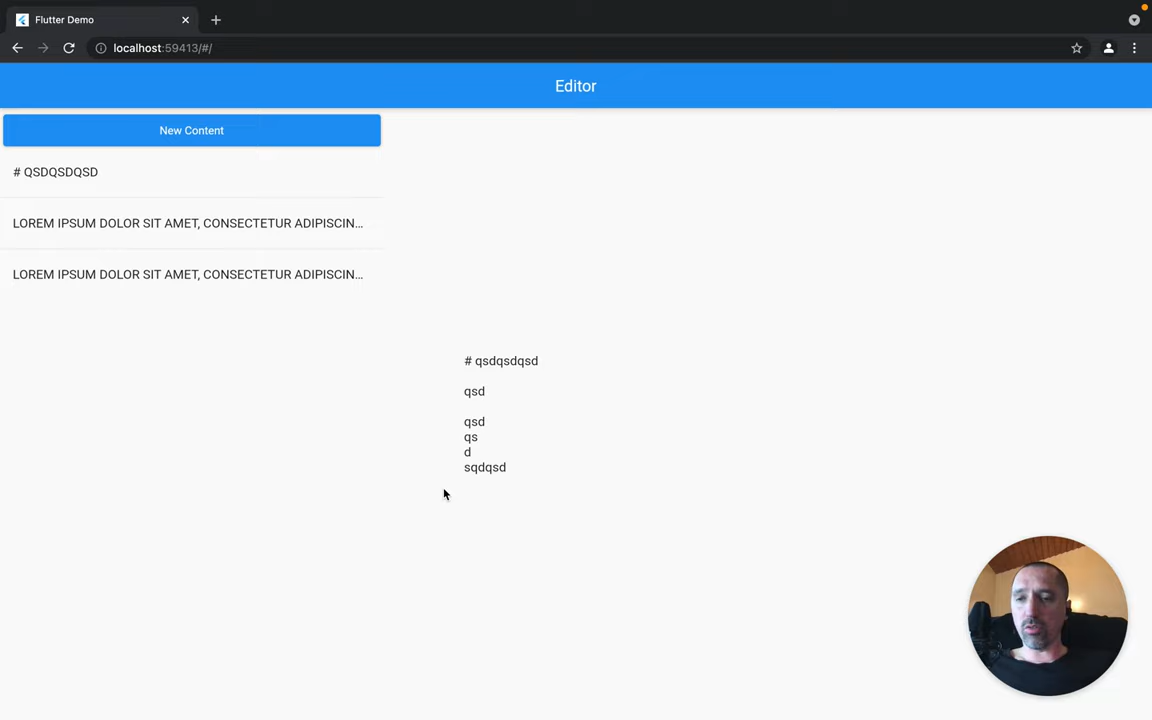 Flutter Demo
localhost:59413/#/
Editor
New Content
# QSDQSDQSD
LOREM IPSUM DOLOR SIT AMET, CONSECTETUR ADIPISCIN...
LOREM IPSUM DOLOR SIT AMET, CONSECTETUR ADIPISCIN...
# qsdqsdqsd
qsd
qsd
qs
d
sqdqsd